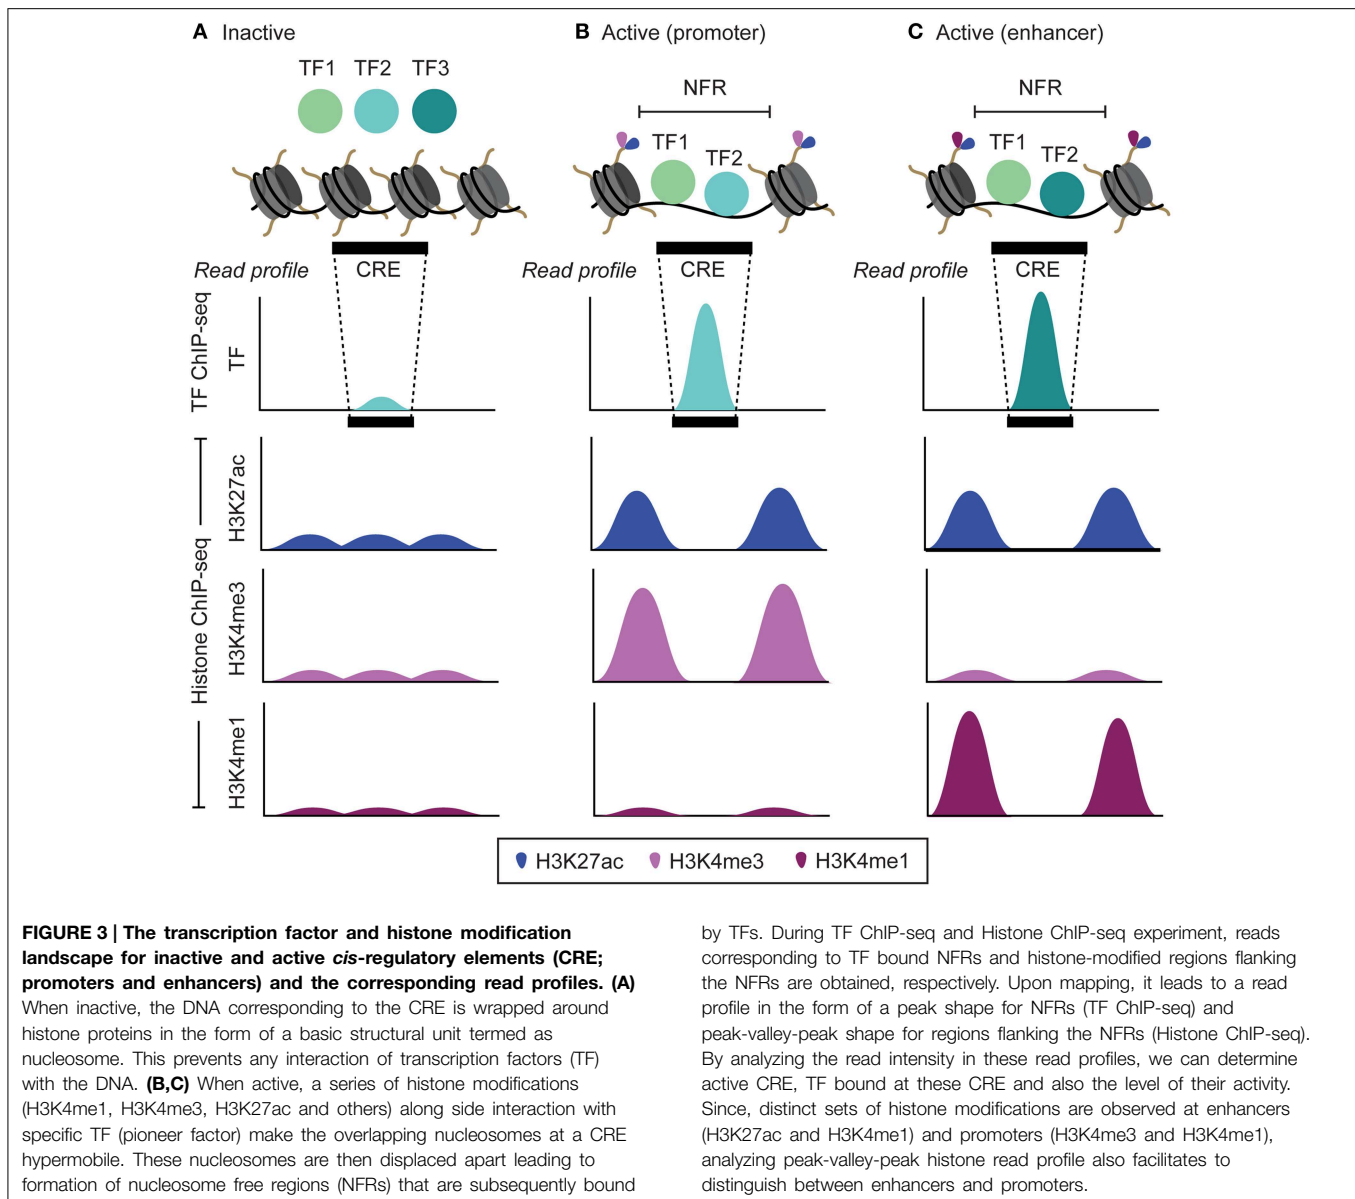 A Inactive
B Active (promoter)
C Active (enhancer)
TF1 TF2 TF3
NFR
TF1
TF2
NFR
TF1
TF2
Read profile
CRE
Read profile
CRE
Read profile
CRE
TF ChIP-seq
TF
Histone ChIP-seq
H3K27ac
H3K4me3
H3K4me1
H3K27ac H3K4me3 H3K4me1
FIGURE 3 | The transcription factor and histone modification
landscape for inactive and active cis-regulatory elements (CRE;
promoters and enhancers) and the corresponding read profiles. (A)
When inactive, the DNA corresponding to the CRE is wrapped around
histone proteins in the form of a basic structural unit termed as
nucleosome. This prevents any interaction of transcription factors (TF)
with the DNA. (B,C) When active, a series of histone modifications
(H3K4me1, H3K4me3, H3K27ac and others) along side interaction with
specific TF (pioneer factor) make the overlapping nucleosomes at a CRE
hypermobile. These nucleosomes are then displaced apart leading to
formation of nucleosome free regions (NFRs) that are subsequently bound
by TFs. During TF ChIP-seq and Histone ChIP-seq experiment, reads
corresponding to TF bound NFRs and histone-modified regions flanking
the NFRs are obtained, respectively. Upon mapping, it leads to a read
profile in the form of a peak shape for NFRs (TF ChIP-seq) and
peak-valley-peak shape for regions flanking the NFRs (Histone ChIP-seq).
By analyzing the read intensity in these read profiles, we can determine
active CRE, TF bound at these CRE and also the level of their activity.
Since, distinct sets of histone modifications are observed at enhancers
(H3K27ac and H3K4me1) and promoters (H3K4me3 and H3K4me1),
analyzing peak-valley-peak histone read profile also facilitates to
distinguish between enhancers and promoters.